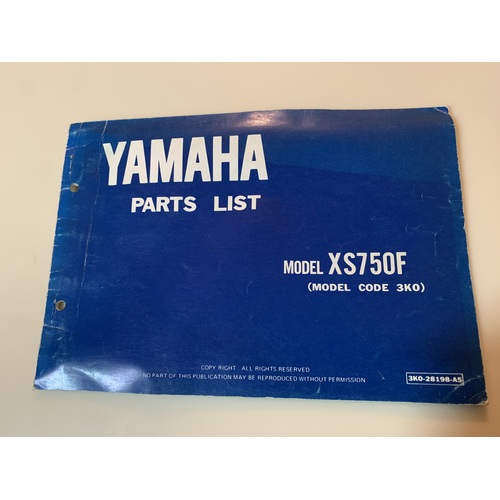 YAMAHA
PARTS LIST
MODEL XS750F
(MODEL CODE 3K0)
COPY RIGHT. ALL RIGHTS RESERVED
NO PART OF THIS PUBLICATION MAY BE REPRODUCED WITHOUT PERMISSION
3K0-28198-A5